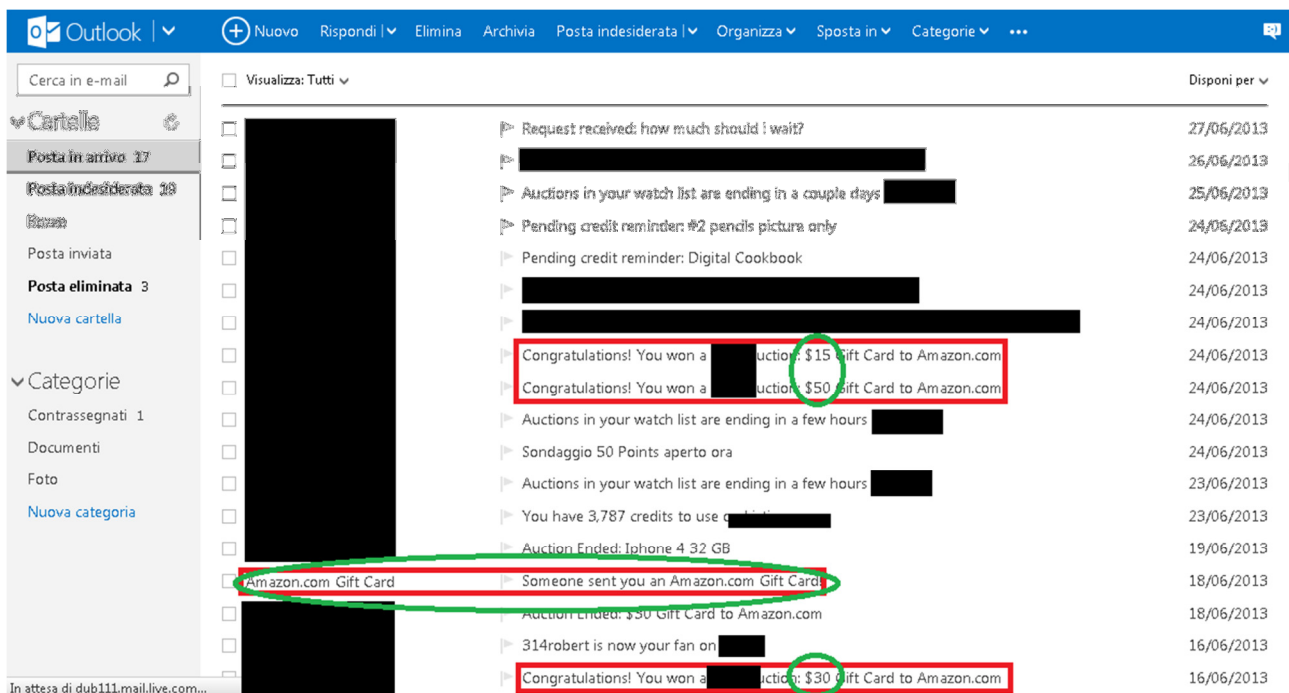 Outlook
Nuovo Rispondi Elimina Archivia Posta indesiderata Organizza Sposta in Categorie
Cerca in e-mail
Visualizza: Tutti
Disponi per
Cartelle
Posta in arrivo 17
Posta indesiderata 19
Posta inviata
Posta eliminata 3
Nuova cartella
Categorie
Contrassegnati 1
Documenti
Foto
Nuova categoria
Request received: how much should i wait? 27/06/2013
26/06/2013
Auctions in your watch list are ending in a couple days 25/06/2013
Pending credit reminder: #2 pencils picture only 24/06/2013
Pending credit reminder: Digital Cookbook 24/06/2013
24/06/2013
24/06/2013
Congratulations! You won a uction: $15 Gift Card to Amazon.com 24/06/2013
Congratulations! You won a uction: $50 Gift Card to Amazon.com 24/06/2013
Auctions in your watch list are ending in a few hours 24/06/2013
Sondaggio 50 Points aperto ora 24/06/2013
Auctions in your watch list are ending in a few hours 23/06/2013
You have 3,787 credits to use 23/06/2013
Auction Ended: Iphone 4 32 GB 19/06/2013
Amazon.com Gift Card Someone sent you an Amazon.com Gift Card! 18/06/2013
Auction Ended: $50 Gift Card to Amazon.com 18/06/2013
314robert is now your fan on 16/06/2013
Congratulations! You won a uction: $30 Gift Card to Amazon.com 16/06/2013
In attesa di dub111.mail.live.com...